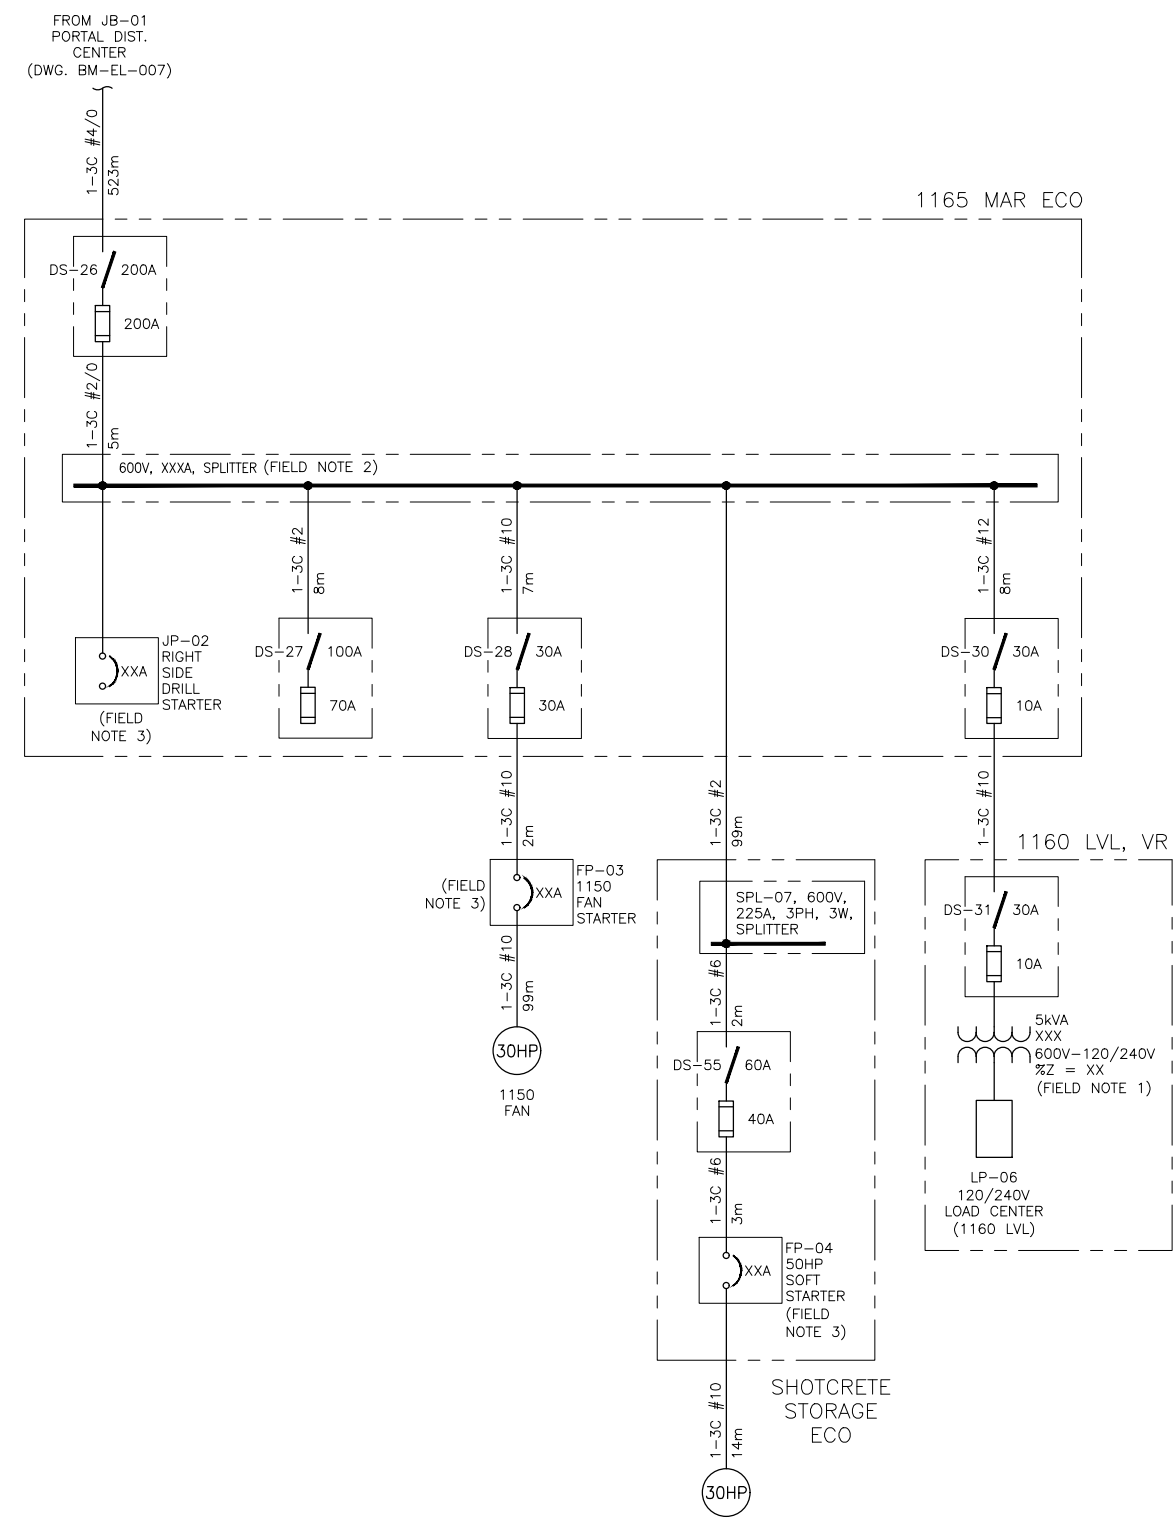 FROM JB-01
PORTAL DIST.
CENTER
(DWG. BM-EL-007)
1-3C #4/0
523m
1165 MAR ECO
DS-26
200A
200A
1-3C #2/0
5m
600V, XXXA, SPLITTER (FIELD NOTE 2)
1-3C #2
8m
1-3C #10
7m
1-3C #12
8m
XXA
JP-02
RIGHT
SIDE
DRILL
STARTER
(FIELD
NOTE 3)
DS-27
100A
70A
DS-28
30A
30A
DS-30
30A
10A
1-3C #10
2m
1-3C #2
99m
1-3C #10
1160 LVL, VR
(FIELD
NOTE 3)
XXA
FP-03
1150
FAN
STARTER
1-3C #10
99m
30HP
1150
FAN
SPL-07, 600V,
225A, 3PH, 3W,
SPLITTER
1-3C #6
2m
DS-55
60A
40A
1-3C #6
3m
XXA
FP-04
50HP
SOFT
STARTER
(FIELD
NOTE 3)
SHOTCRETE
STORAGE
ECO
1-3C #10
14m
30HP
DS-31
30A
10A
5kVA
XXX
600V-120/240V
%Z = XX
(FIELD NOTE 1)
LP-06
120/240V
LOAD CENTER
(1160 LVL)